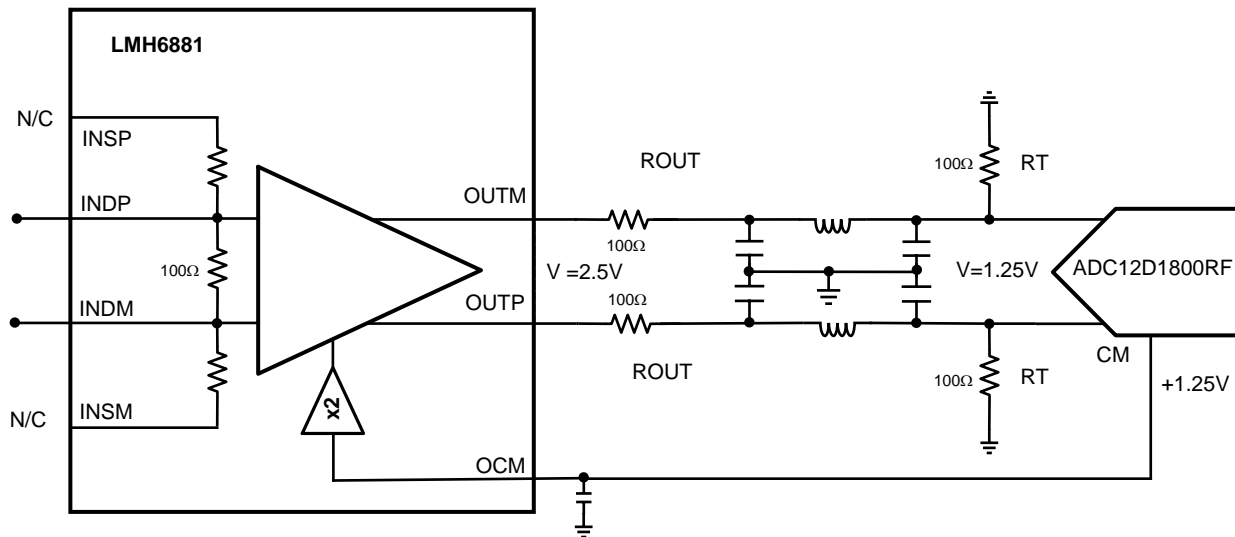 LMH6881
N/C
INSP
INDP
100Ω
INDM
INSM
N/C
x2
OUTM
V =2.5V
OUTP
OCM
ROUT
100Ω
100Ω
ROUT
100Ω
RT
V=1.25V
ADC12D1800RF
100Ω
RT
CM
+1.25V